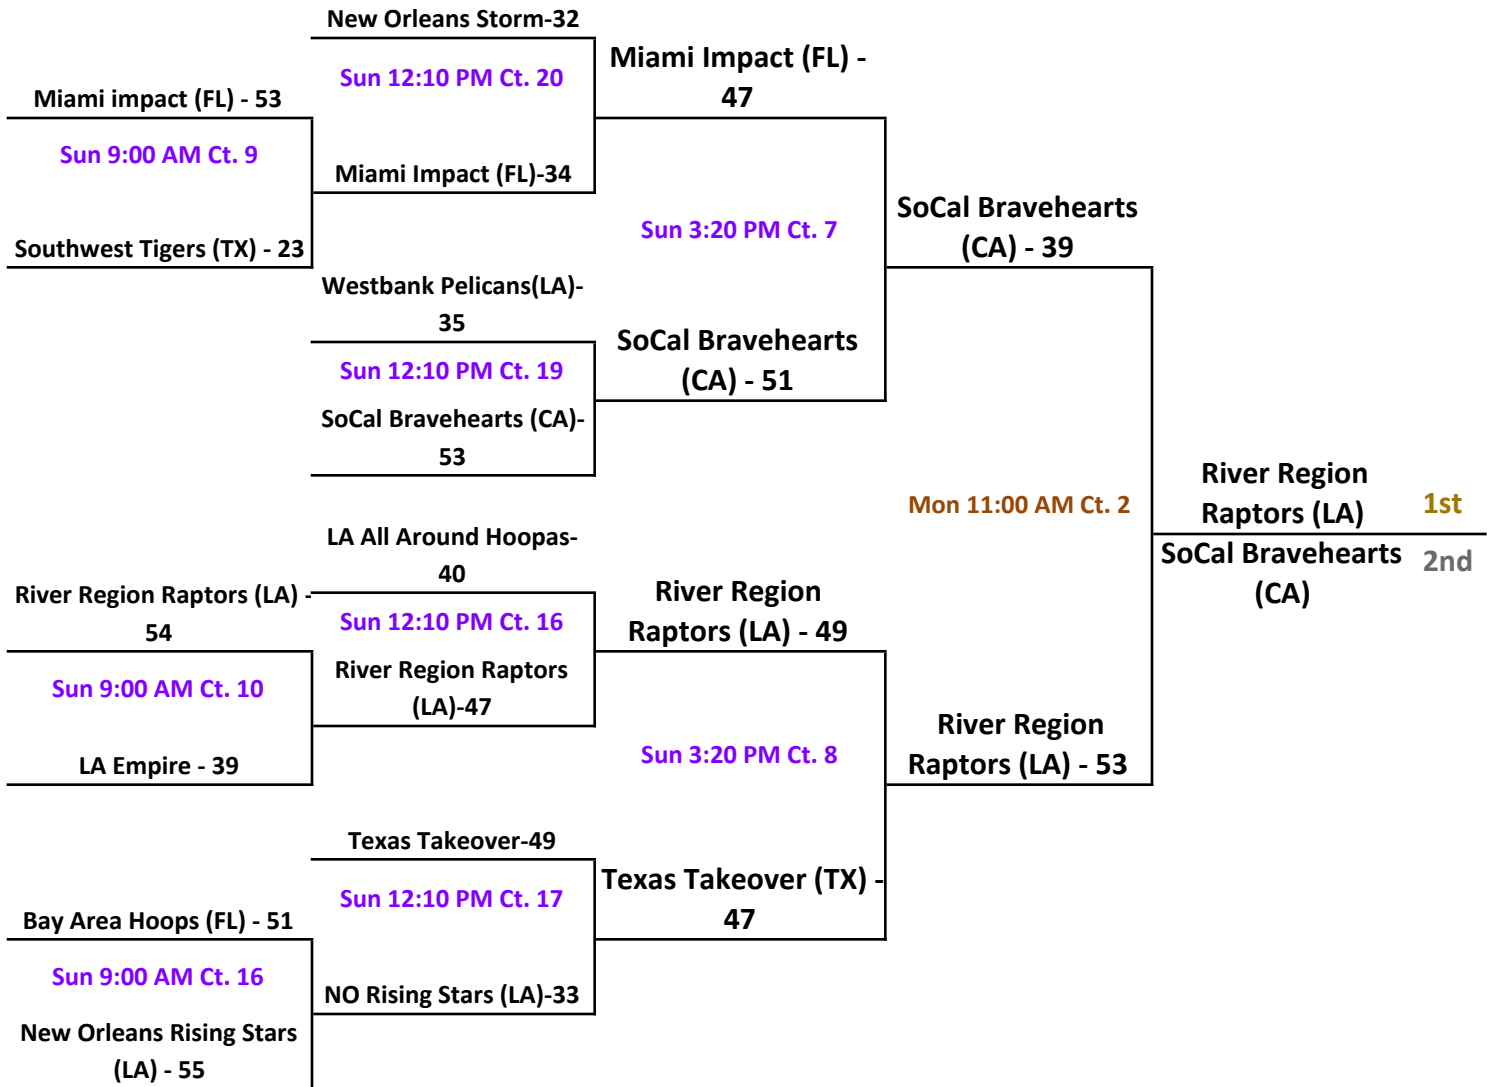 New Orleans Storm-32
Sun 12:10 PM Ct. 20
Miami Impact (FL) -
47
Miami impact (FL) - 53
Sun 9:00 AM Ct. 9
Miami Impact (FL)-34
Southwest Tigers (TX) - 23
Sun 3:20 PM Ct. 7
SoCal Bravehearts
(CA) - 39
Westbank Pelicans(LA)-
35
Sun 12:10 PM Ct. 19
SoCal Bravehearts
(CA) - 51
SoCal Bravehearts (CA)-
53
Mon 11:00 AM Ct. 2
River Region
Raptors (LA)
1st
SoCal Bravehearts
(CA)
2nd
LA All Around Hoopas-
40
River Region Raptors (LA) -
54
Sun 12:10 PM Ct. 16
River Region
Raptors (LA) - 49
Sun 9:00 AM Ct. 10
River Region Raptors
(LA)-47
LA Empire - 39
Sun 3:20 PM Ct. 8
River Region
Raptors (LA) - 53
Texas Takeover-49
Sun 12:10 PM Ct. 17
Texas Takeover (TX) -
47
Bay Area Hoops (FL) - 51
Sun 9:00 AM Ct. 16
NO Rising Stars (LA)-33
New Orleans Rising Stars
(LA) - 55